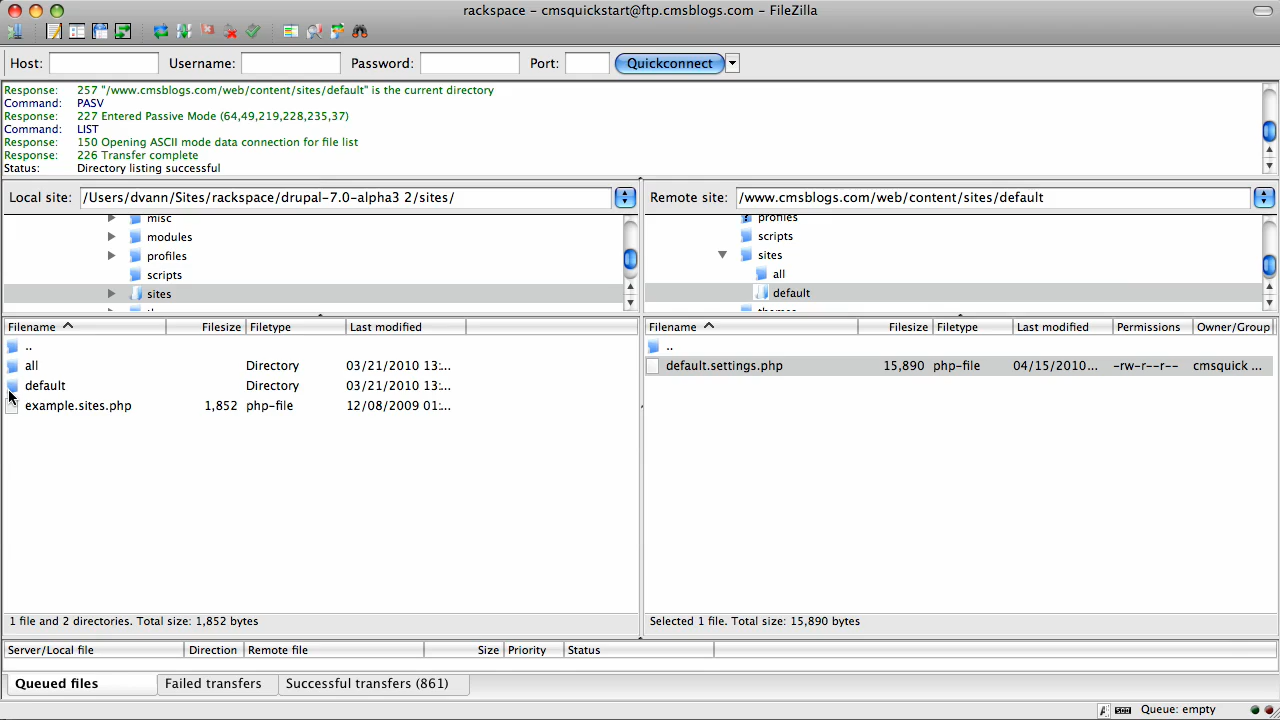 rackspace - cmsquickstart@ftp.cmsblogs.com - FileZilla
Host: Username: Password: Port: Quickconnect
Response: 257 "/www.cmsblogs.com/web/content/sites/default" is the current directory
Command: PASV
Response: 227 Entered Passive Mode (64,49,219,228,235,37)
Command: LIST
Response: 150 Opening ASCII mode data connection for file list
Response: 226 Transfer complete
Status: Directory listing successful
Local site: /Users/dvann/Sites/rackspace/drupal-7.0-alpha3 2/sites/
misc
modules
profiles
scripts
sites
Remote site: /www.cmsblogs.com/web/content/sites/default
profiles
scripts
sites
all
default
Filename Filesize Filetype Last modified
..
all Directory 03/21/2010 13:...
default Directory 03/21/2010 13:...
example.sites.php 1,852 php-file 12/08/2009 01:...
1 file and 2 directories. Total size: 1,852 bytes
Filename Filesize Filetype Last modified Permissions Owner/Group
..
default.settings.php 15,890 php-file 04/15/2010... -rw-r--r-- cmsquick ...
Selected 1 file. Total size: 15,890 bytes
Server/Local file Direction Remote file Size Priority Status
Queued files Failed transfers Successful transfers (861)
Queue: empty